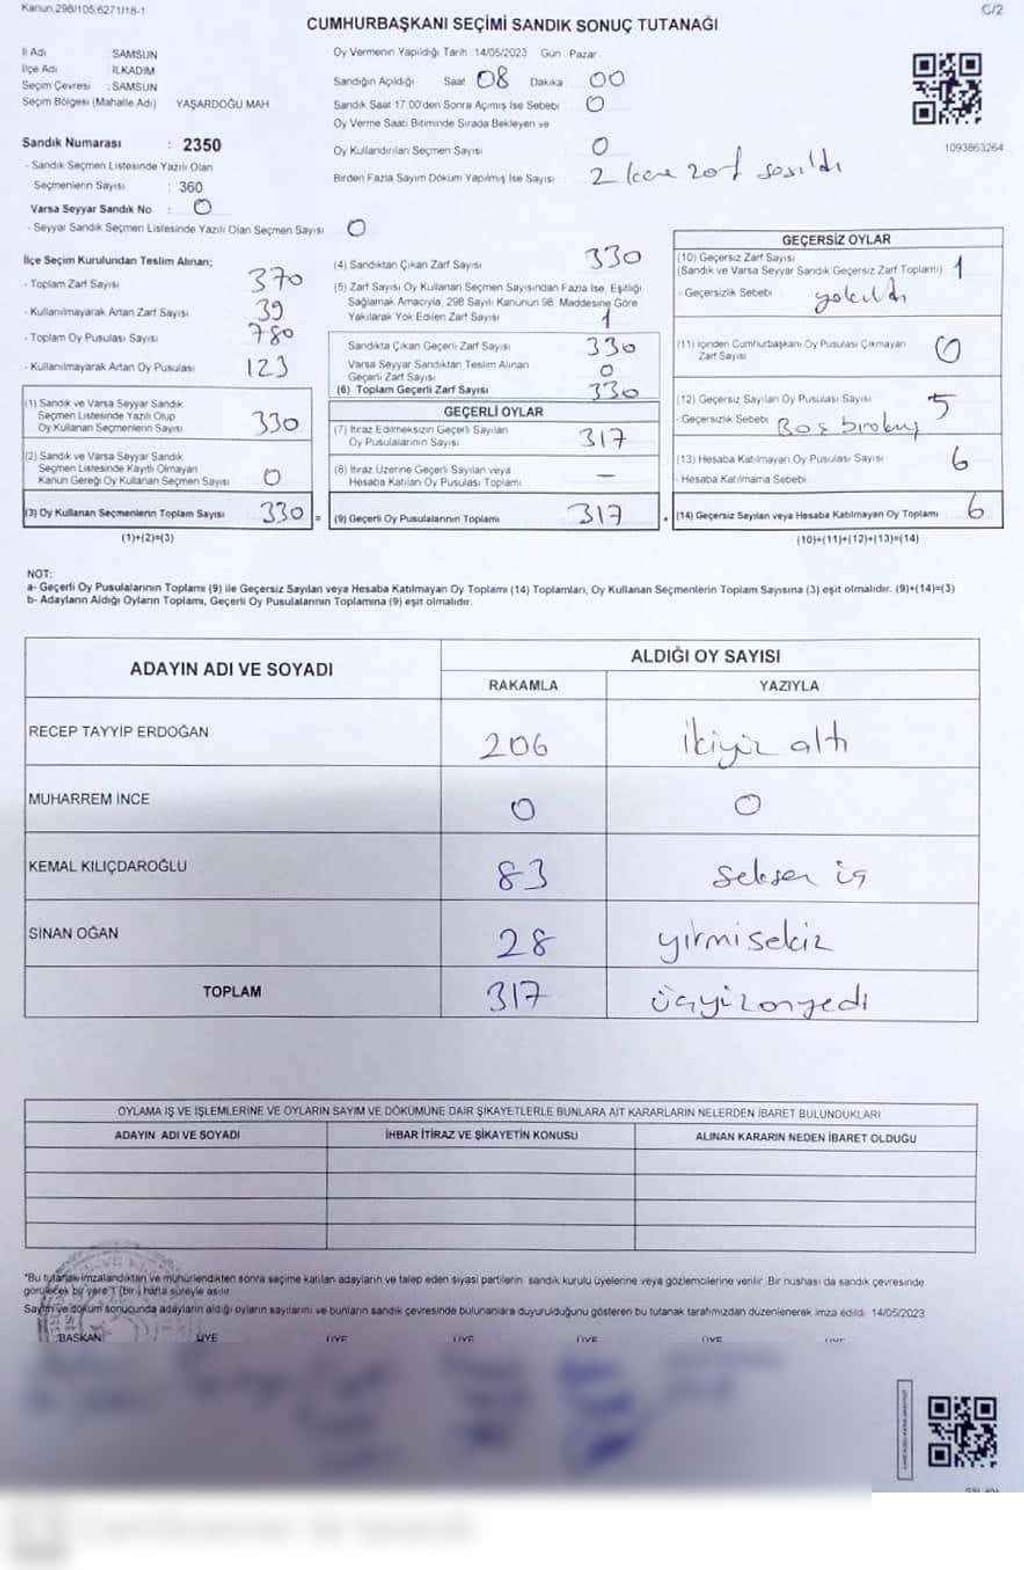 Kanun.298/105;6271/18-1
C/2
CUMHURBAŞKANI SEÇİMİ SANDIK SONUÇ TUTANAĞI
İl Adı SAMSUN
İlçe Adı İLKADIM
Seçim Çevresi : SAMSUN
Seçim Bölgesi (Mahalle Adı) YAŞARDOĞU MAH
Sandık Numarası : 2350
- Sandık Seçmen Listesinde Yazılı Olan
Seçmenlerin Sayısı : 360
Varsa Seyyar Sandık No : 0
- Seyyar Sandık Seçmen Listesinde Yazılı Olan Seçmen Sayısı 0
Oy Vermenin Yapıldığı Tarih 14/05/2023 Gün Pazar
Sandığın Açıldığı Saat 08 Dakika 00
Sandık Saat 17.00'den Sonra Açılmış İse Sebebi 0
Oy Verme Saati Bitiminde Sırada Bekleyen ve
Oy Kullandırılan Seçmen Sayısı 0
Birden Fazla Sayım Döküm Yapılmış İse Sayısı 2 kere zarf sayıldı
1093863264
İlçe Seçim Kurulundan Teslim Alınan;
- Toplam Zarf Sayısı 370
- Kullanılmayarak Artan Zarf Sayısı 39
- Toplam Oy Pusulası Sayısı 780
- Kullanılmayarak Artan Oy Pusulası 123
(1) Sandık ve Varsa Seyyar Sandık
Seçmen Listesinde Yazılı Olup
Oy Kullanan Seçmenlerin Sayısı 330
(2) Sandık ve Varsa Seyyar Sandık
Seçmen Listesinde Kayıtlı Olmayan
Kanun Gereği Oy Kullanan Seçmen Sayısı 0
(3) Oy Kullanan Seçmenlerin Toplam Sayısı 330 =
(1)+(2)=(3)
(4) Sandıktan Çıkan Zarf Sayısı 330
(5) Zarf Sayısı Oy Kullanan Seçmen Sayısından Fazla İse, Eşitliği
Sağlamak Amacıyla, 298 Sayılı Kanunun 98. Maddesine Göre
Yakılarak Yok Edilen Zarf Sayısı 1
Sandıkta Çıkan Geçerli Zarf Sayısı 330
Varsa Seyyar Sandıktan Teslim Alınan
Geçerli Zarf Sayısı 0
(6) Toplam Geçerli Zarf Sayısı 330
GEÇERLİ OYLAR
(7) İtiraz Edilmeksizin Geçerli Sayılan
Oy Pusulalarının Sayısı 317
(8) İtiraz Üzerine Geçerli Sayılan veya
Hesaba Katılan Oy Pusulası Toplamı —
(9) Geçerli Oy Pusulalarının Toplamı 317 +
GEÇERSİZ OYLAR
(10) Geçersiz Zarf Sayısı
(Sandık ve Varsa Seyyar Sandık Geçersiz Zarf Toplamı) 1
- Geçersizlik Sebebi yakıldı
(11) İçinden Cumhurbaşkanı Oy Pusulası Çıkmayan
Zarf Sayısı 0
(12) Geçersiz Sayılan Oy Pusulası Sayısı 5
- Geçersizlik Sebebi Boş bırakmış
(13) Hesaba Katılmayan Oy Pusulası Sayısı 6
- Hesaba Katılmama Sebebi
(14) Geçersiz Sayılan veya Hesaba Katılmayan Oy Toplamı 6
(10)+(11)+(12)+(13)=(14)
NOT:
a- Geçerli Oy Pusulalarının Toplamı (9) ile Geçersiz Sayılan veya Hesaba Katılmayan Oy Toplamı (14) Toplamları, Oy Kullanan Seçmenlerin Toplam Sayısına (3) eşit olmalıdır. (9)+(14)=(3)
b- Adayların Aldığı Oyların Toplamı, Geçerli Oy Pusulalarının Toplamına (9) eşit olmalıdır.
ADAYIN ADI VE SOYADI
ALDIĞI OY SAYISI
RAKAMLA YAZIYLA
RECEP TAYYİP ERDOĞAN 206 ikiyüz altı
MUHARREM İNCE 0 0
KEMAL KILIÇDAROĞLU 83 seksen üç
SİNAN OĞAN 28 yirmisekiz
TOPLAM 317 üçyüzonyedi
OYLAMA İŞ VE İŞLEMLERİNE VE OYLARIN SAYIM VE DÖKÜMÜNE DAİR ŞİKAYETLERLE BUNLARA AİT KARARLARIN NELERDEN İBARET BULUNDUKLARI
ADAYIN ADI VE SOYADI İHBAR İTİRAZ VE ŞİKAYETİN KONUSU ALINAN KARARIN NEDEN İBARET OLDUĞU
*Bu tutanak imzalandıktan ve mühürlendikten sonra seçime katılan adayların ve talep eden siyasi partilerin sandık kurulu üyelerine veya gözlemcilerine verilir. Bir nüshası da sandık çevresinde
görülecek bir yere 1 (bir) hafta süreyle asılır.
Sayım ve döküm sonucunda adayların aldığı oyların sayılarını ve bunların sandık çevresinde bulunanlara duyurulduğunu gösteren bu tutanak tarafımızdan düzenlenerek imza edildi. 14/05/2023
BAŞKAN ÜYE ÜYE ÜYE ÜYE ÜYE ÜYE